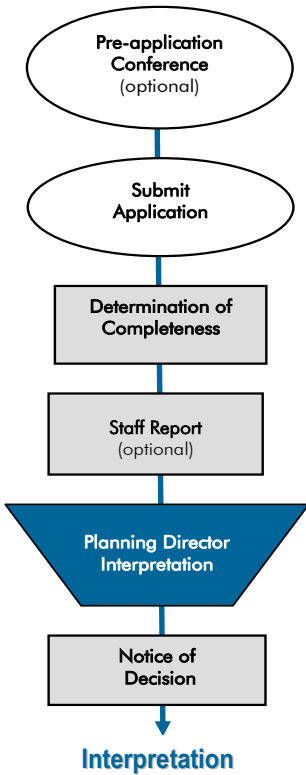 Pre-application
Conference
(optional)
Submit
Application
Determination of
Completeness
Staff Report
(optional)
Planning Director
Interpretation
Notice of
Decision
Interpretation